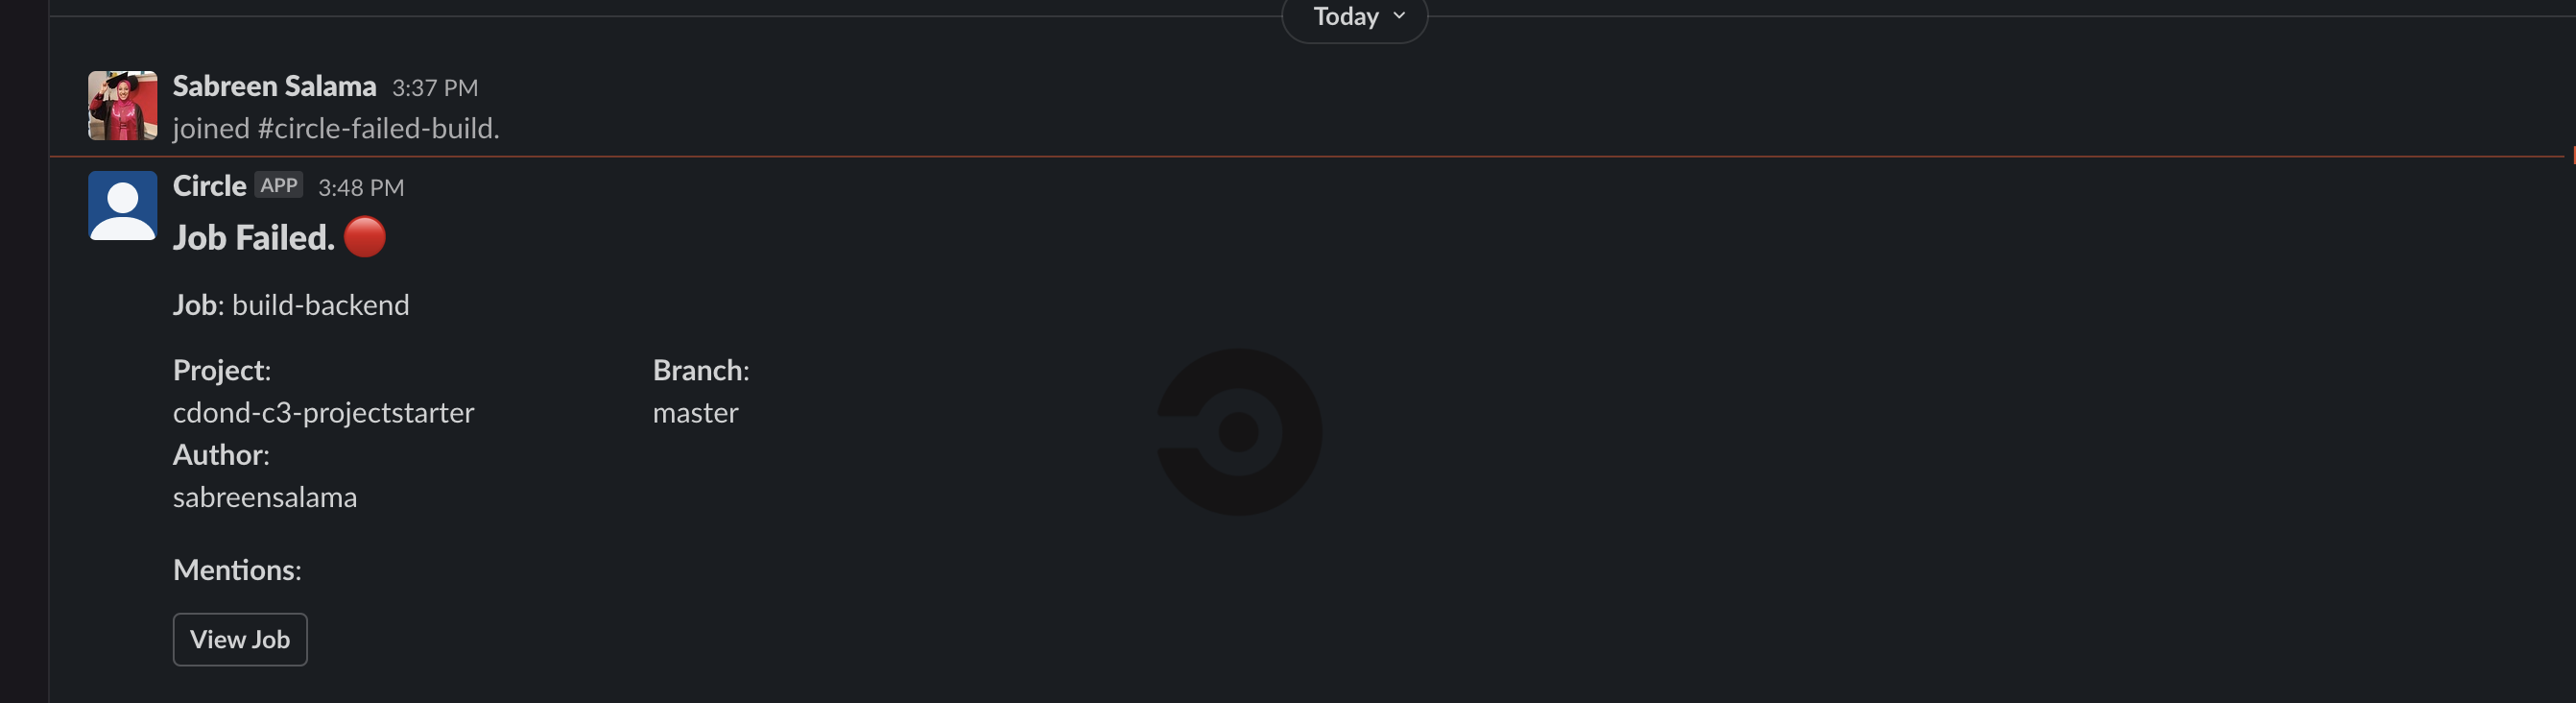 Today
Sabreen Salama 3:37 PM
joined #circle-failed-build.
Circle APP 3:48 PM
Job Failed.
Job: build-backend
Project: Branch:
cdond-c3-projectstarter master
Author:
sabreensalama
Mentions:
View Job